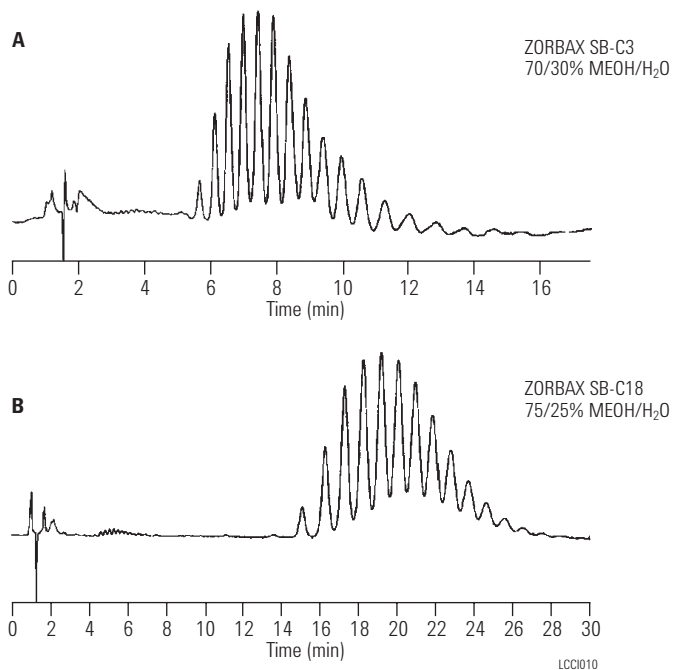 A
ZORBAX SB-C3
70/30% MEOH/H₂O
0 2 4 6 8 10 12 14 16
Time (min)
B
ZORBAX SB-C18
75/25% MEOH/H₂O
0 2 4 6 8 10 12 14 16 18 20 22 24 26 28 30
Time (min)
LCCI010